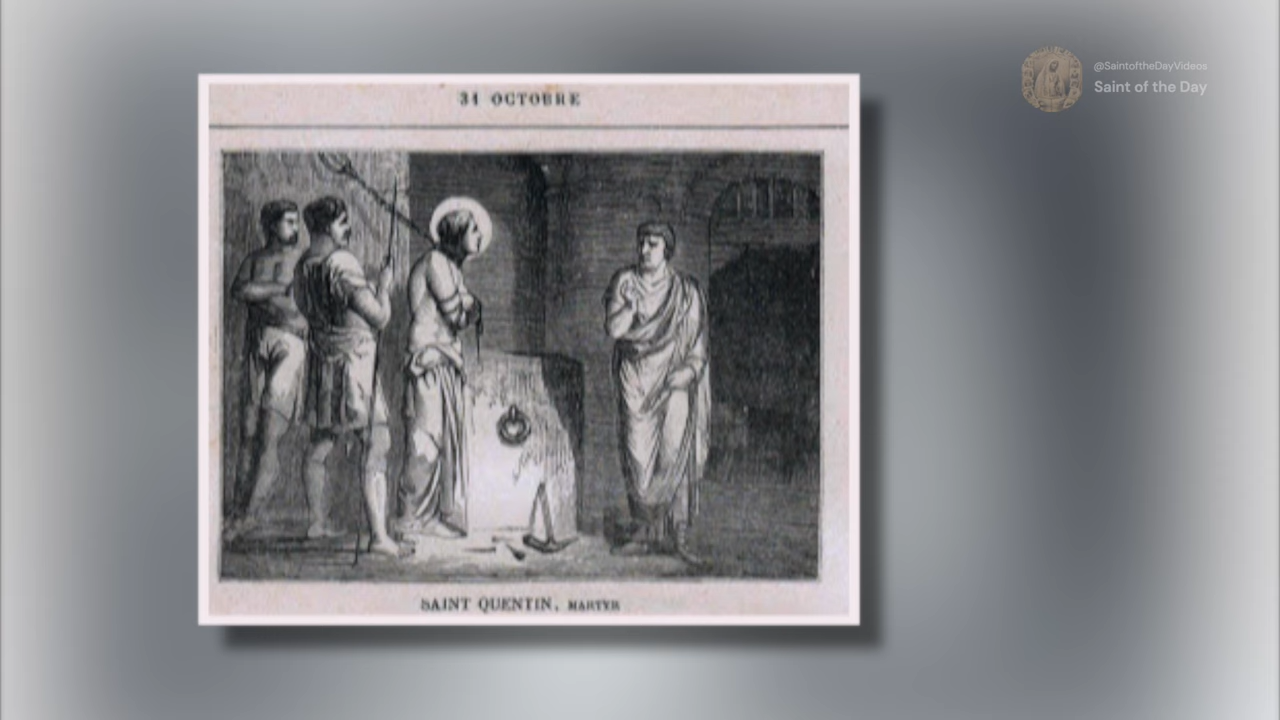 31 OCTOBRE
@SaintoftheDayVideos
Saint of the Day
SAINT QUENTIN, MARTYR